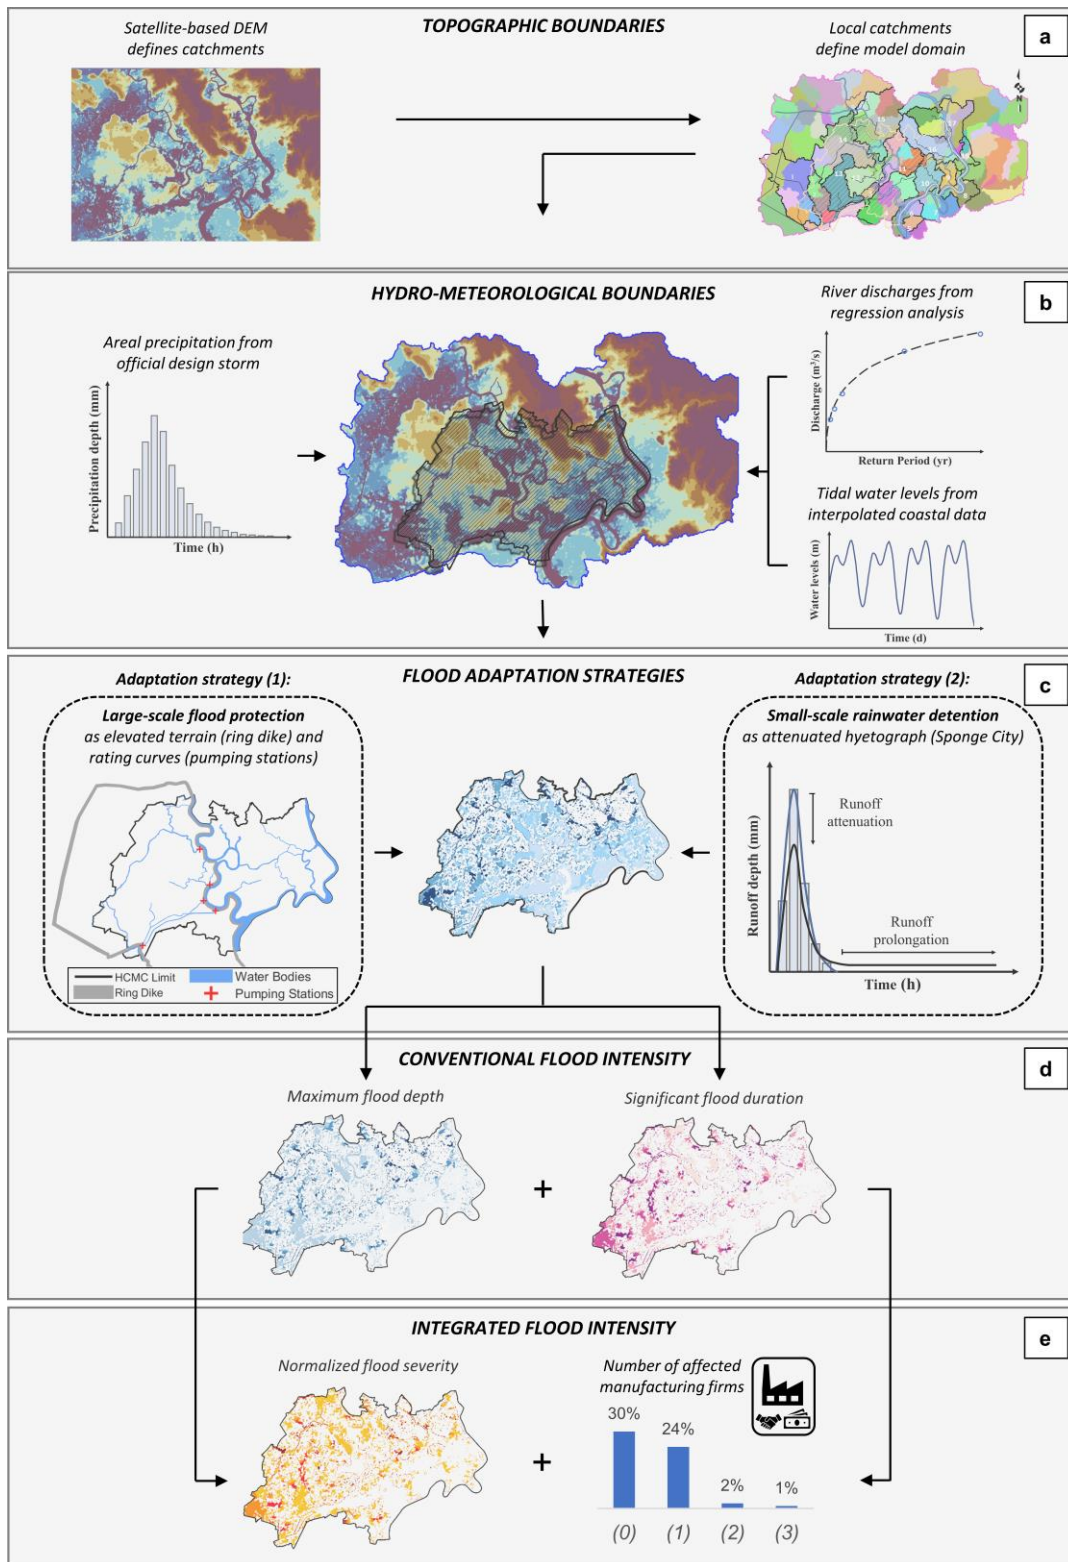 TOPOGRAPHIC BOUNDARIES
a
Satellite-based DEM
defines catchments
Local catchments
define model domain
N
HYDRO-METEOROLOGICAL BOUNDARIES
b
Areal precipitation from
official design storm
Precipitation depth (mm)
Time (h)
River discharges from
regression analysis
Discharge (m³/s)
Return Period (yr)
Tidal water levels from
interpolated coastal data
Water levels (m)
Time (d)
FLOOD ADAPTATION STRATEGIES
c
Adaptation strategy (1):
Large-scale flood protection
as elevated terrain (ring dike) and
rating curves (pumping stations)
HCMC Limit
Water Bodies
Ring Dike
Pumping Stations
Adaptation strategy (2):
Small-scale rainwater detention
as attenuated hyetograph (Sponge City)
Runoff depth (mm)
Runoff
attenuation
Runoff
prolongation
Time (h)
CONVENTIONAL FLOOD INTENSITY
d
Maximum flood depth
+
Significant flood duration
INTEGRATED FLOOD INTENSITY
e
Normalized flood severity
+
Number of affected
manufacturing firms
30%
24%
2%
1%
(0)
(1)
(2)
(3)